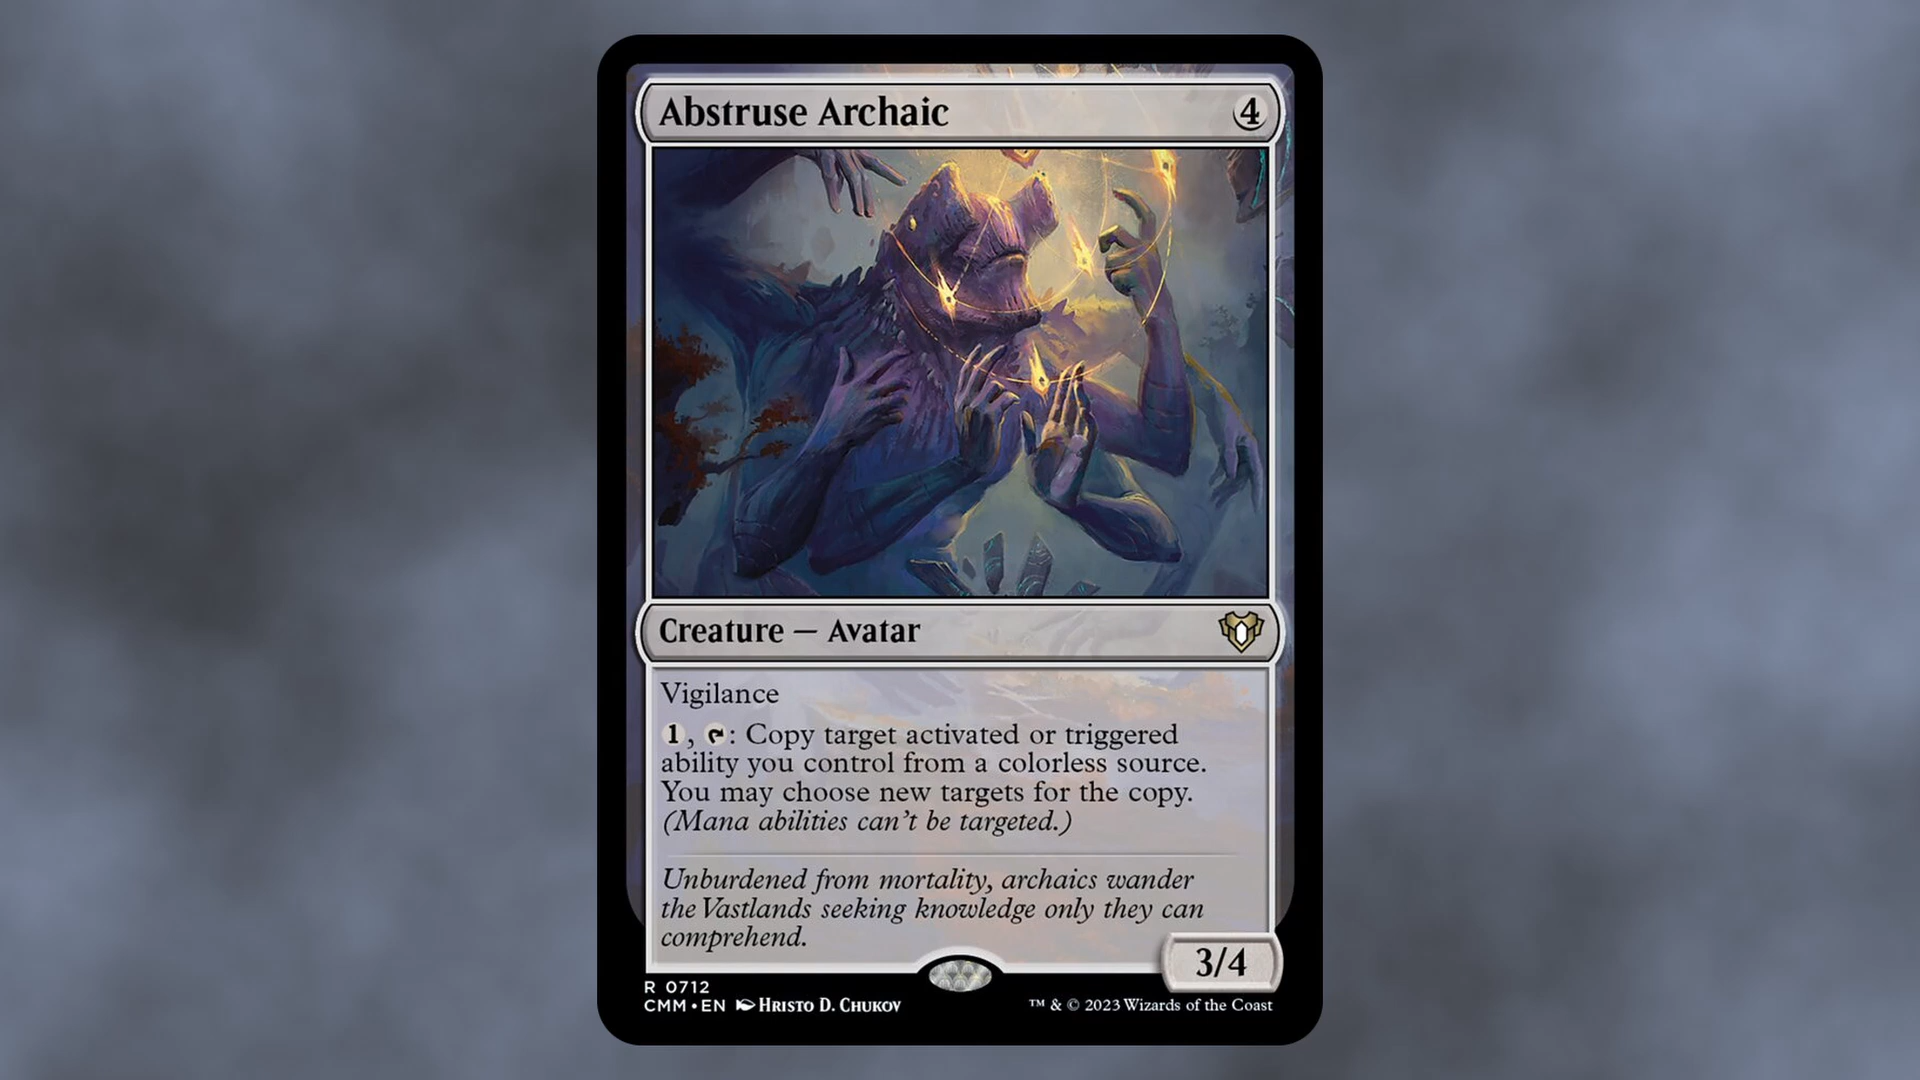 Abstruse Archaic 4
Creature — Avatar
Vigilance
1, : Copy target activated or triggered
ability you control from a colorless source.
You may choose new targets for the copy.
(Mana abilities can't be targeted.)
Unburdened from mortality, archaics wander
the Vastlands seeking knowledge only they can
comprehend.
3/4
R 0712
CMM • EN HRISTO D. CHUKOV
™ & © 2023 Wizards of the Coast